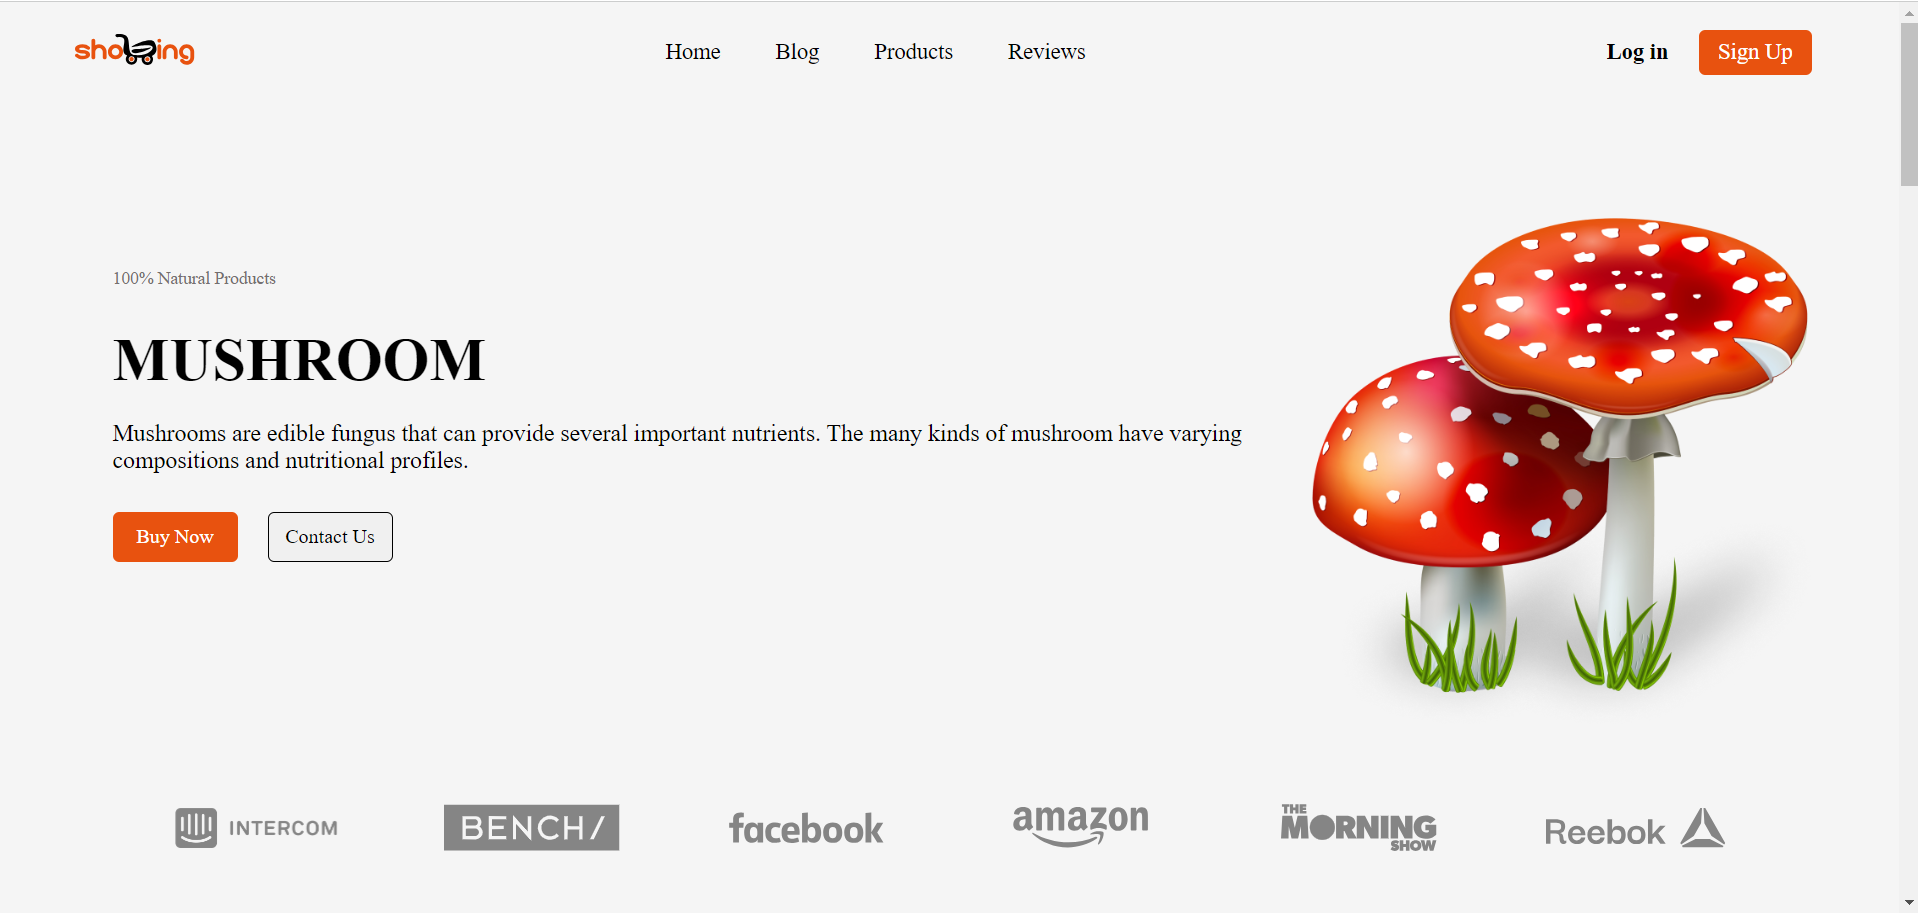 shopping
Home Blog Products Reviews
Log in Sign Up
100% Natural Products
MUSHROOM
Mushrooms are edible fungus that can provide several important nutrients. The many kinds of mushroom have varying
compositions and nutritional profiles.
Buy Now Contact Us
INTERCOM
BENCH/
facebook
amazon
THE
MORNING
SHOW
Reebok